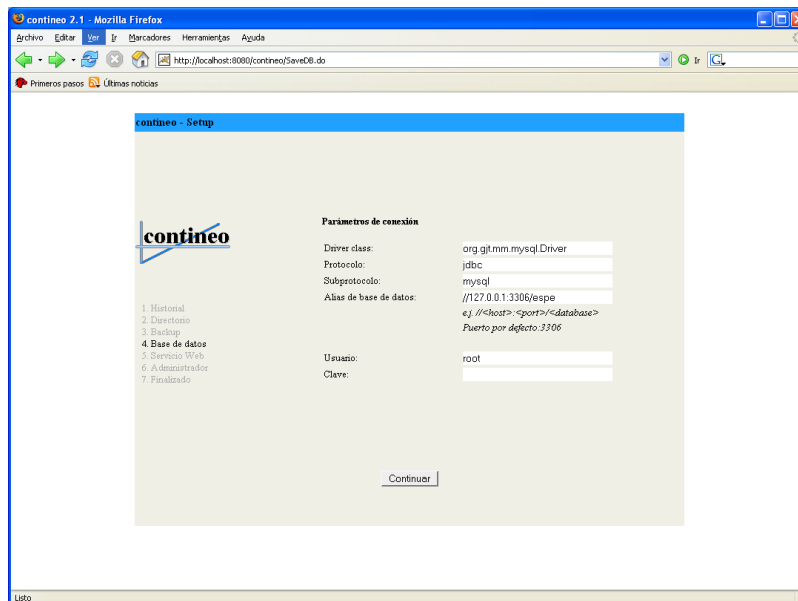 contineo 2.1 - Mozilla Firefox
Archivo Editar Ver Ir Marcadores Herramientas Ayuda
http://localhost:8080/contineo/SaveDB.do
Ir
G
Primeros pasos Últimas noticias
contineo - Setup
contineo
1. Historial
2. Directorio
3. Backup
4. Base de datos
5. Servicio Web
6. Administrador
7. Finalizado
Parámetros de conexión
Driver class: org.gjt.mm.mysql.Driver
Protocolo: jdbc
Subprotocolo: mysql
Alias de base de datos: //127.0.0.1:3306/espe
e.j. //<host>:<port>/<database>
Puerto por defecto:3306
Usuario: root
Clave:
Continuar
Listo